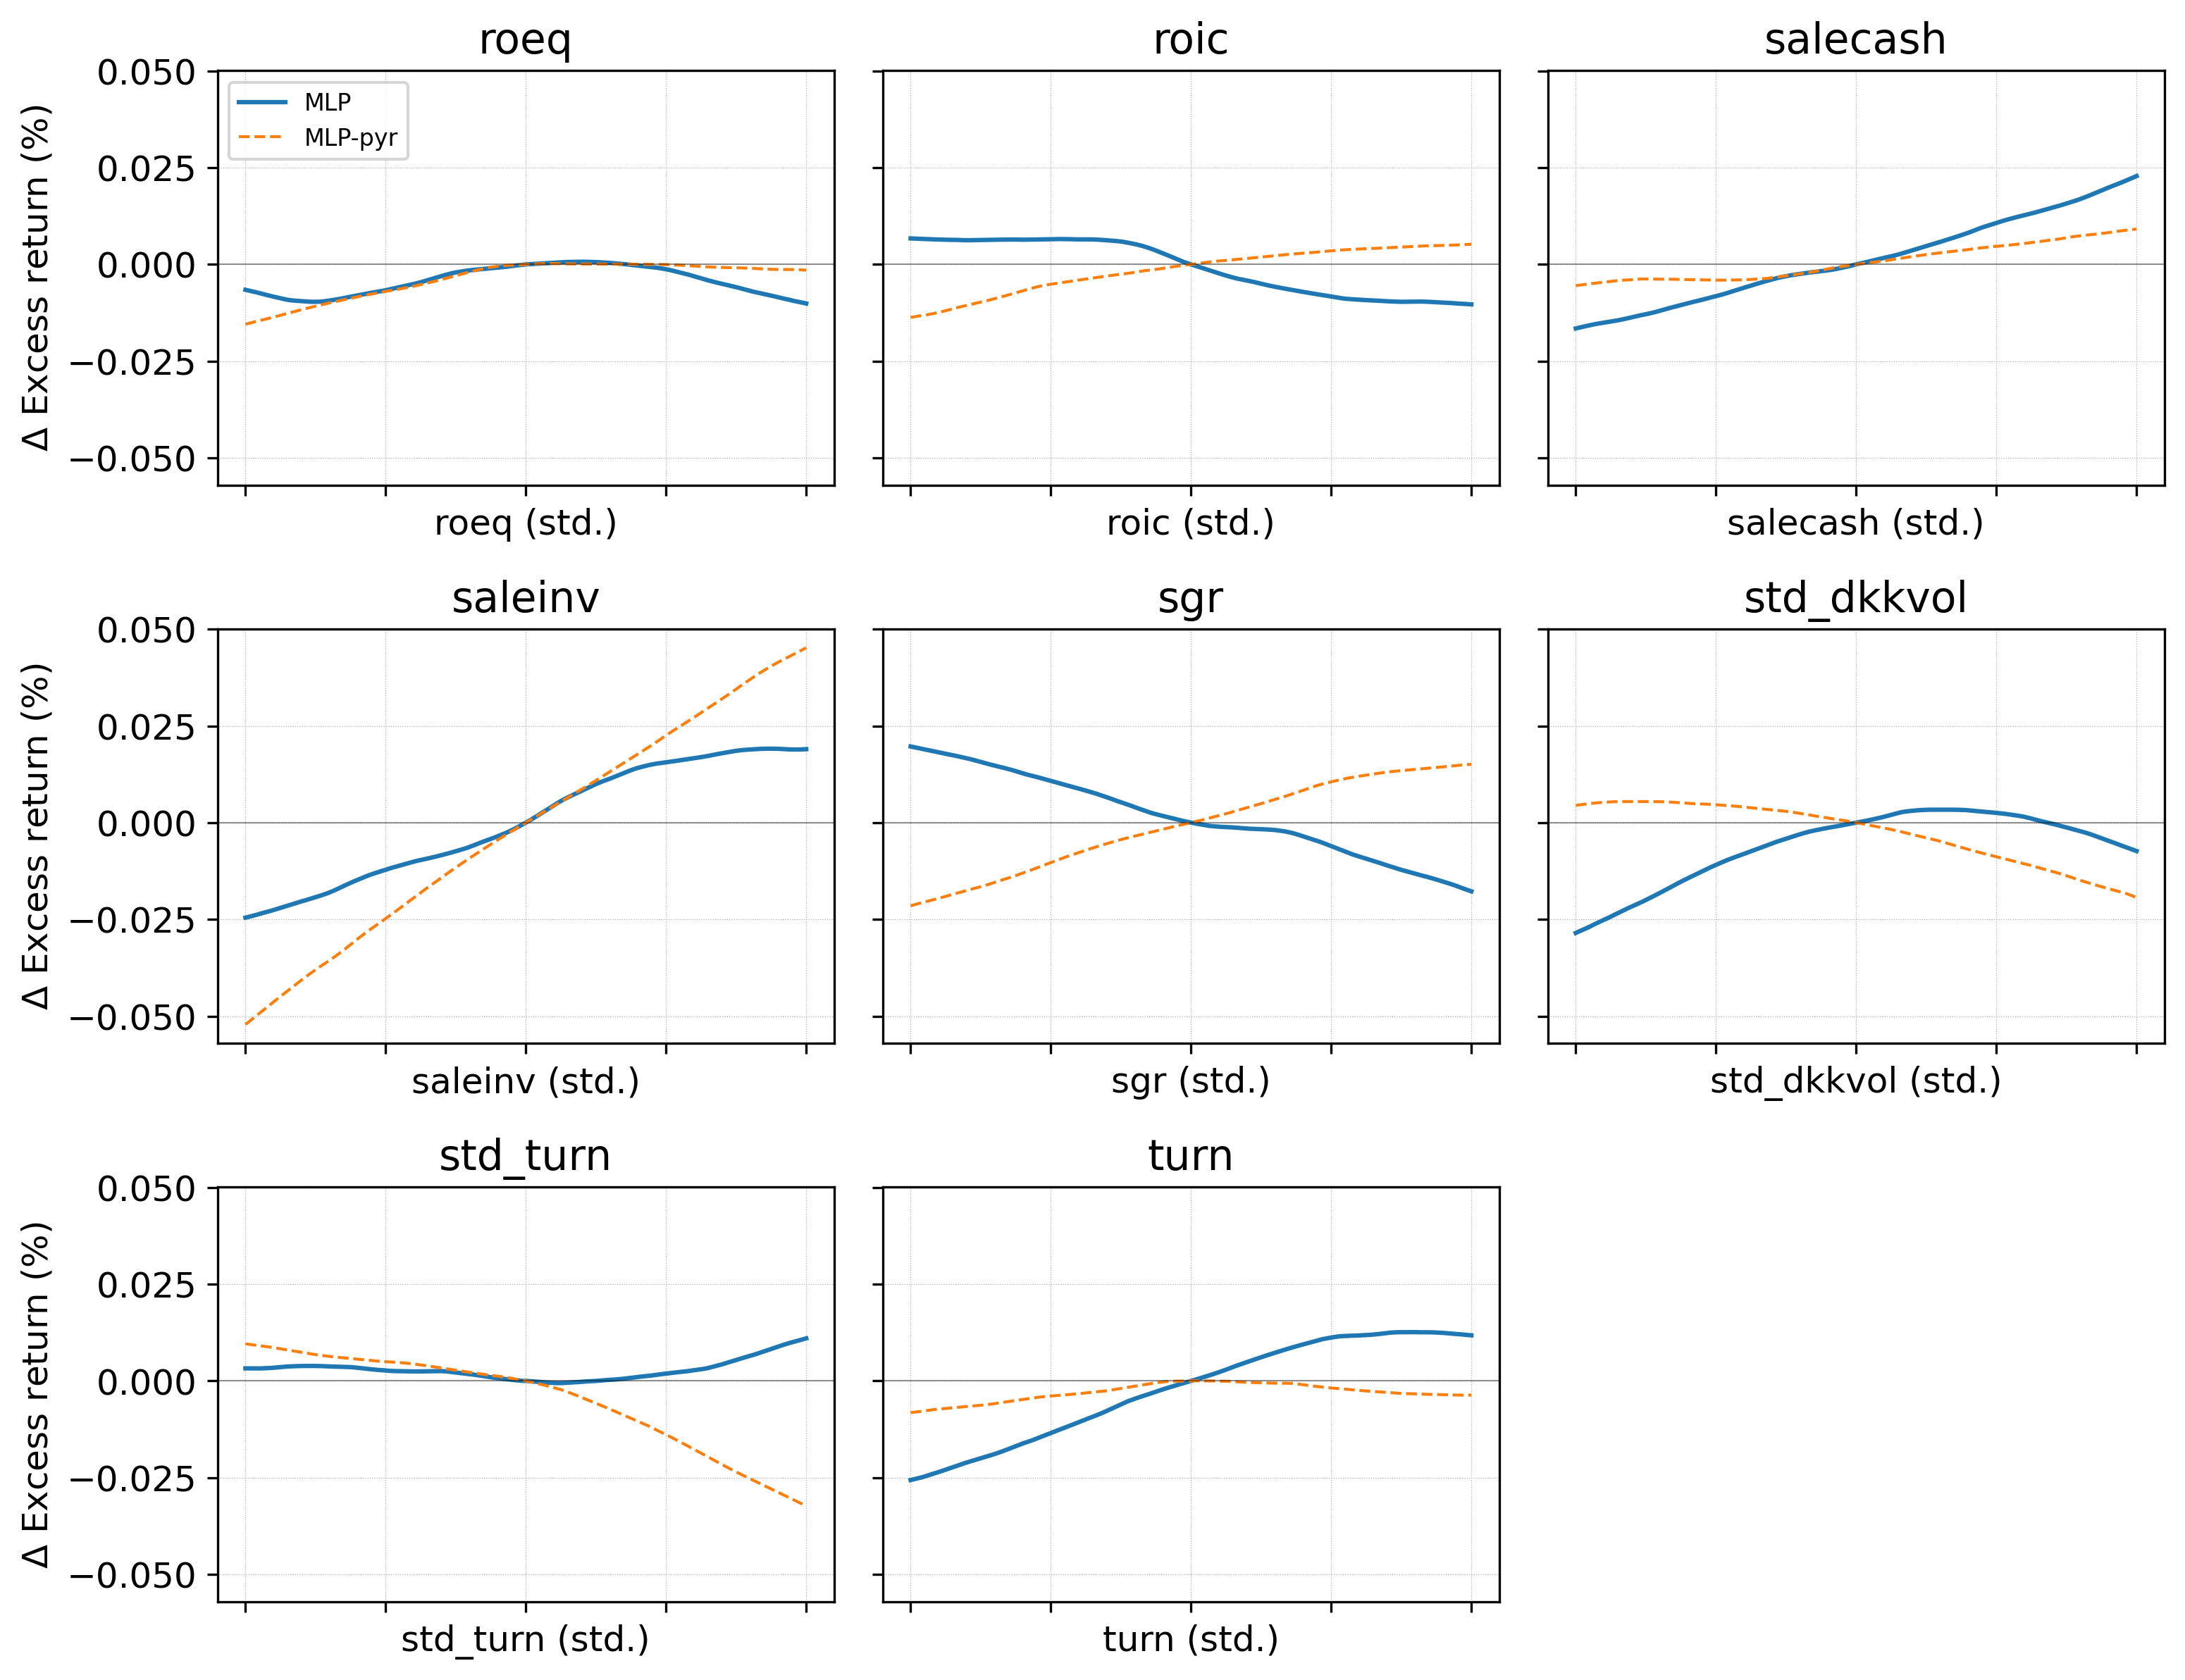 roeq
roic
salecash
Δ Excess return (%)
0.050
0.025
0.000
−0.025
−0.050
MLP
MLP-pyr
roeq (std.)
roic (std.)
salecash (std.)
saleinv
sgr
std_dkkvol
Δ Excess return (%)
0.050
0.025
0.000
−0.025
−0.050
saleinv (std.)
sgr (std.)
std_dkkvol (std.)
std_turn
turn
Δ Excess return (%)
0.050
0.025
0.000
−0.025
−0.050
std_turn (std.)
turn (std.)